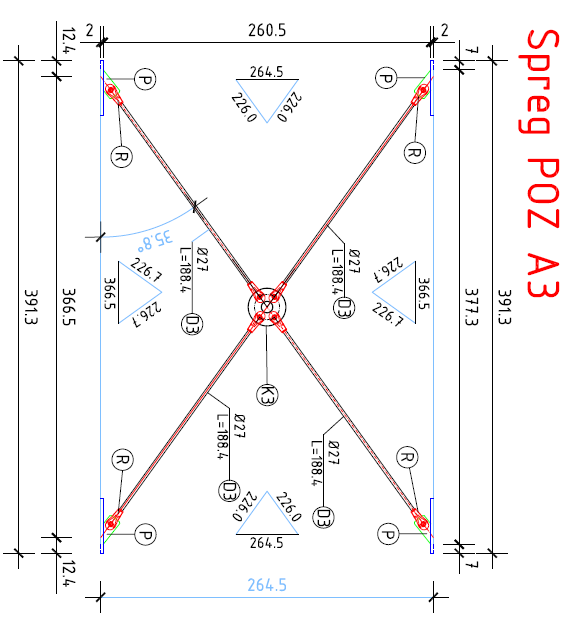 Spreg POZ A3
2 260.5 2
12.4
366.5
12.4
391.3
7
377.3
7
391.3
P
P
R
R
264.5
226.0
226.0
35.8°
366.5
226.7
226.7
366.5
226.7
226.7
Ø27
L=188.4
D3
Ø27
L=188.4
D3
K3
Ø27
L=188.4
D3
Ø27
L=188.4
D3
R
R
P
P
226.0
226.0
264.5
264.5